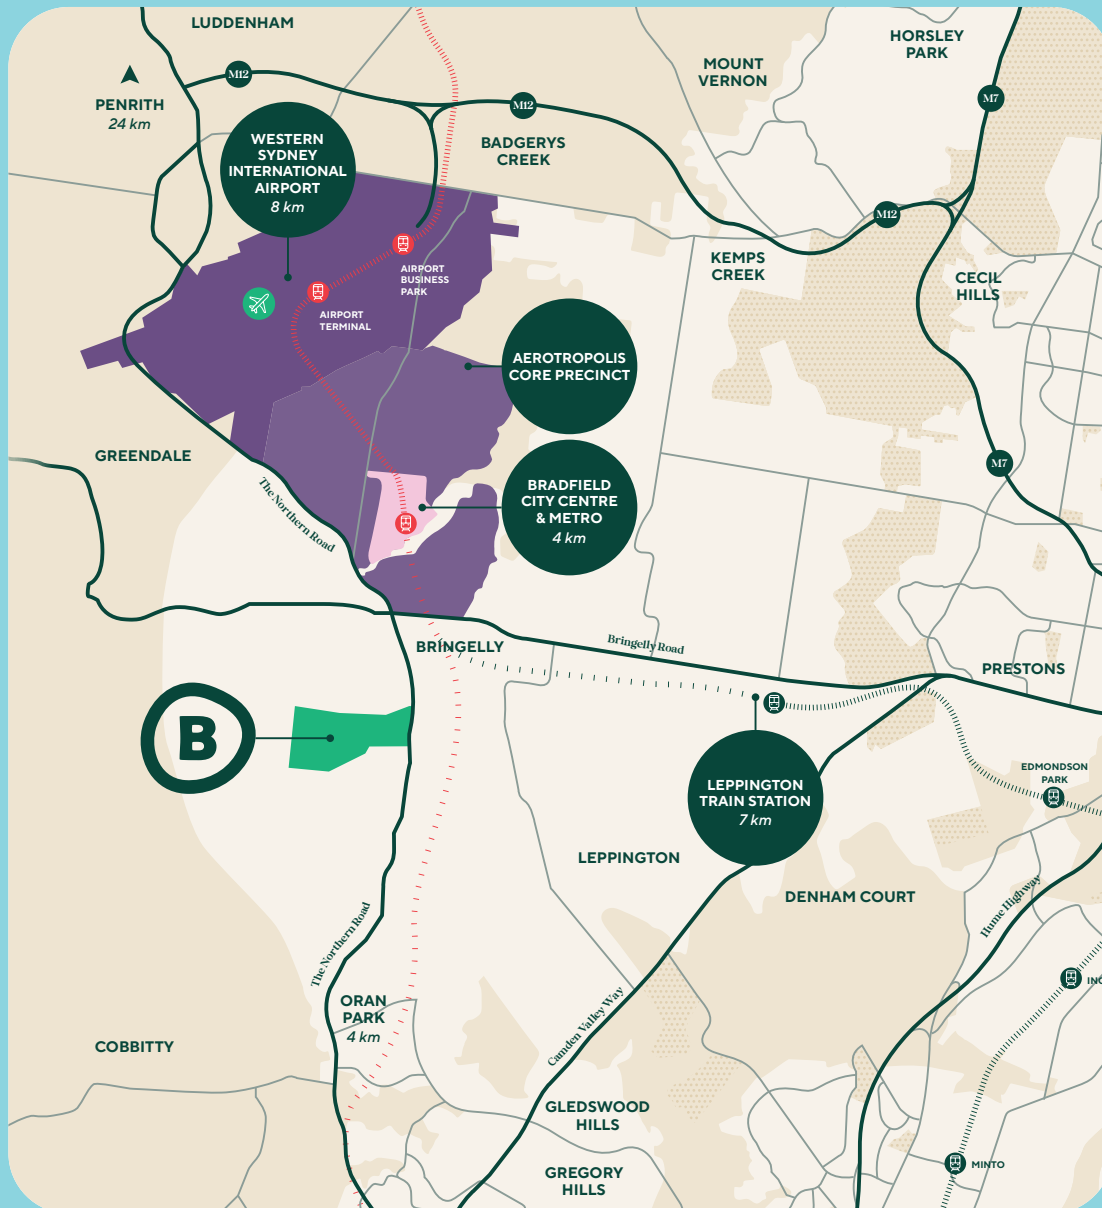 LUDDENHAM
HORSLEY
PARK
MOUNT
VERNON
M12
M7
PENRITH
24 km
M12
WESTERN
SYDNEY
INTERNATIONAL
AIRPORT
8 km
BADGERYS
CREEK
M12
AIRPORT
BUSINESS
PARK
KEMPS
CREEK
CECIL
HILLS
AIRPORT
TERMINAL
AEROTROPOLIS
CORE PRECINCT
GREENDALE
M7
The Northern Road
BRADFIELD
CITY CENTRE
& METRO
4 km
BRINGELLY
Bringelly Road
PRESTONS
B
EDMONDSON
PARK
LEPPINGTON
TRAIN STATION
7 km
LEPPINGTON
DENHAM COURT
Hume Highway
The Northern Road
ING
ORAN
PARK
4 km
Camden Valley Way
COBBITTY
GLEDSWOOD
HILLS
MINTO
GREGORY
HILLS